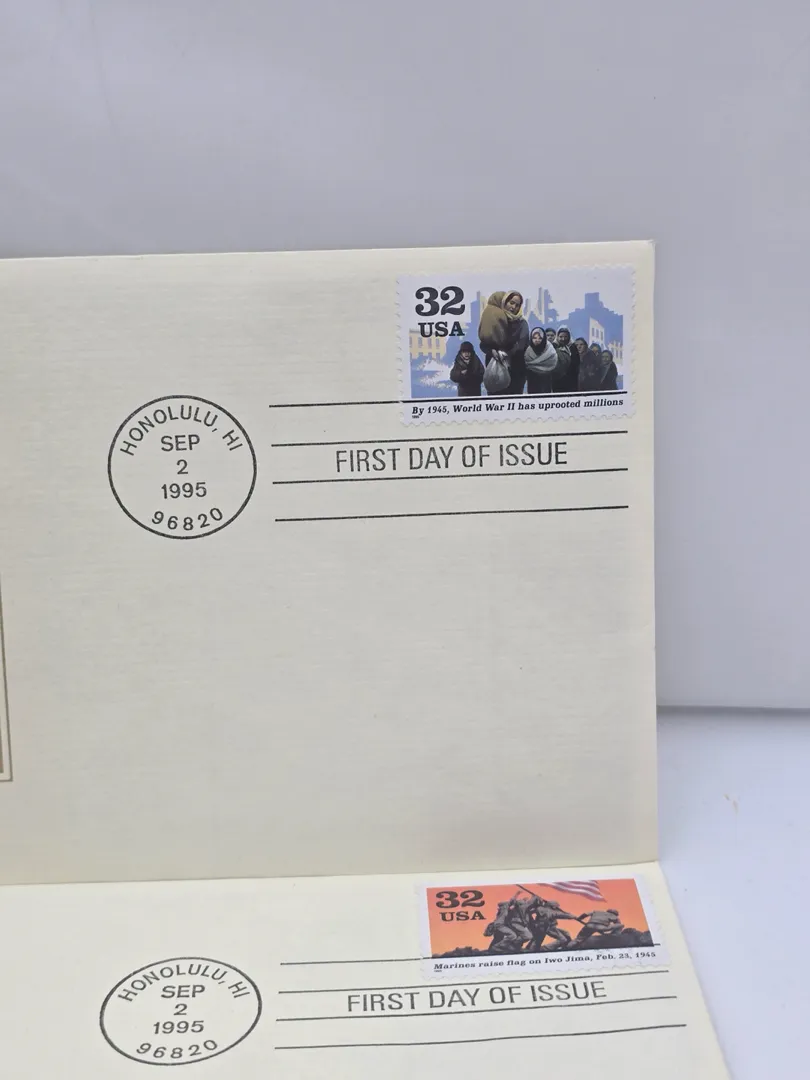 32
USA
By 1945, World War II has uprooted millions
HONOLULU, HI
SEP
2
1995
96820
FIRST DAY OF ISSUE
32
USA
Marines raise flag on Iwo Jima, Feb. 23, 1945
HONOLULU, HI
SEP
2
1995
96820
FIRST DAY OF ISSUE